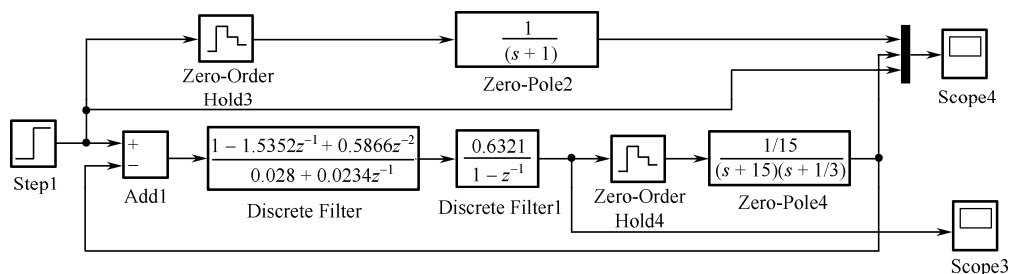 1
(s + 1)
Zero-Order
Hold3
Zero-Pole2
Scope4
Step1
+
−
Add1
1 − 1.5352z⁻¹ + 0.5866z⁻²
0.028 + 0.0234z⁻¹
Discrete Filter
0.6321
1 − z⁻¹
Discrete Filter1
Zero-Order
Hold4
1/15
(s + 15)(s + 1/3)
Zero-Pole4
Scope3